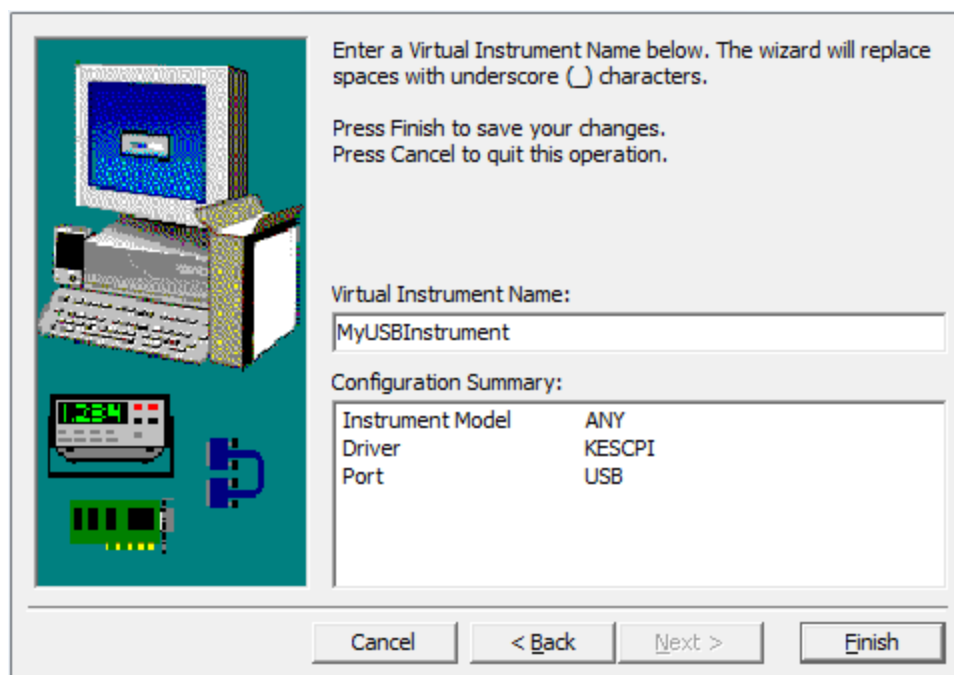 Enter a Virtual Instrument Name below. The wizard will replace
spaces with underscore (_) characters.
Press Finish to save your changes.
Press Cancel to quit this operation.
Virtual Instrument Name:
MyUSBInstrument
Configuration Summary:
Instrument Model ANY
Driver KESCPI
Port USB
1.234
Cancel < Back Next > Finish